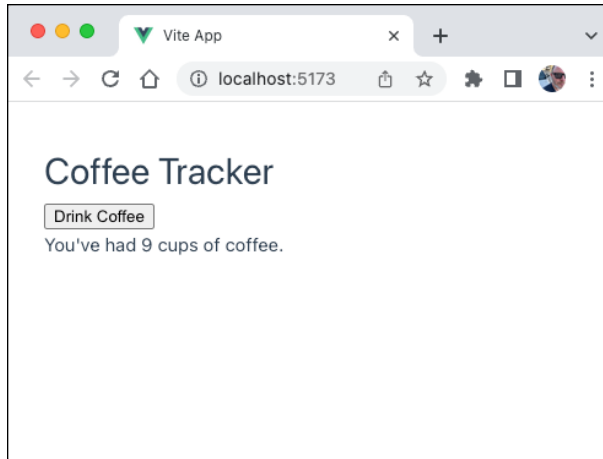 Vite App
localhost:5173
Coffee Tracker
Drink Coffee
You've had 9 cups of coffee.